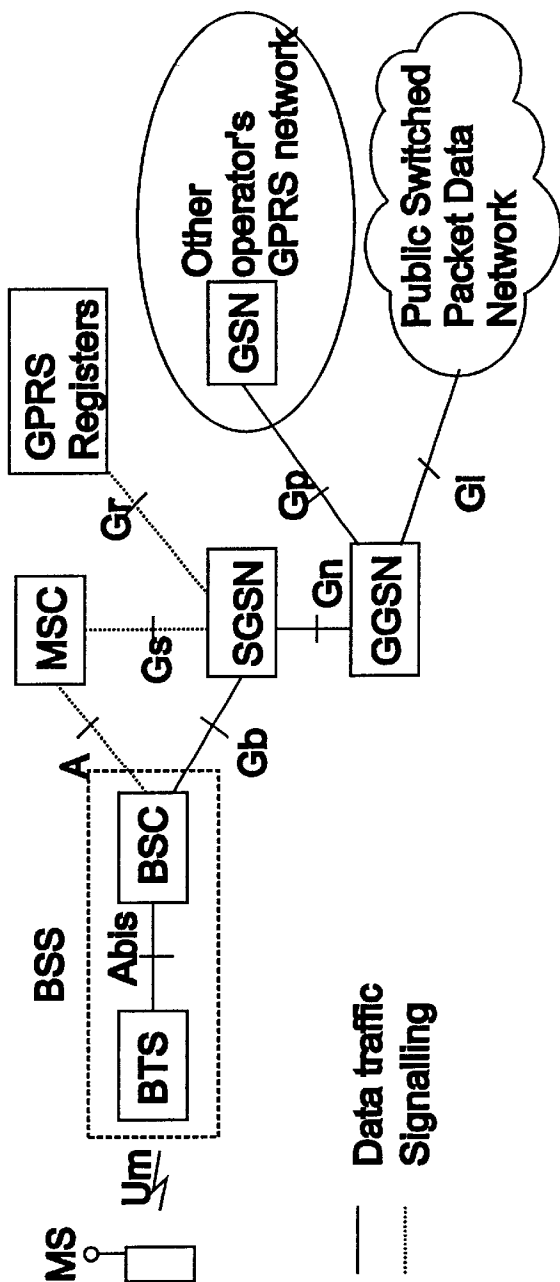 MS
Um
BSS
BTS
Abis
BSC
A
Gb
MSC
Gs
SGSN
Gr
GPRS
Registers
Gn
GGSN
Gp
GSN
Other
operator's
GPRS network
Gi
Public Switched
Packet Data
Network
Data traffic
Signalling